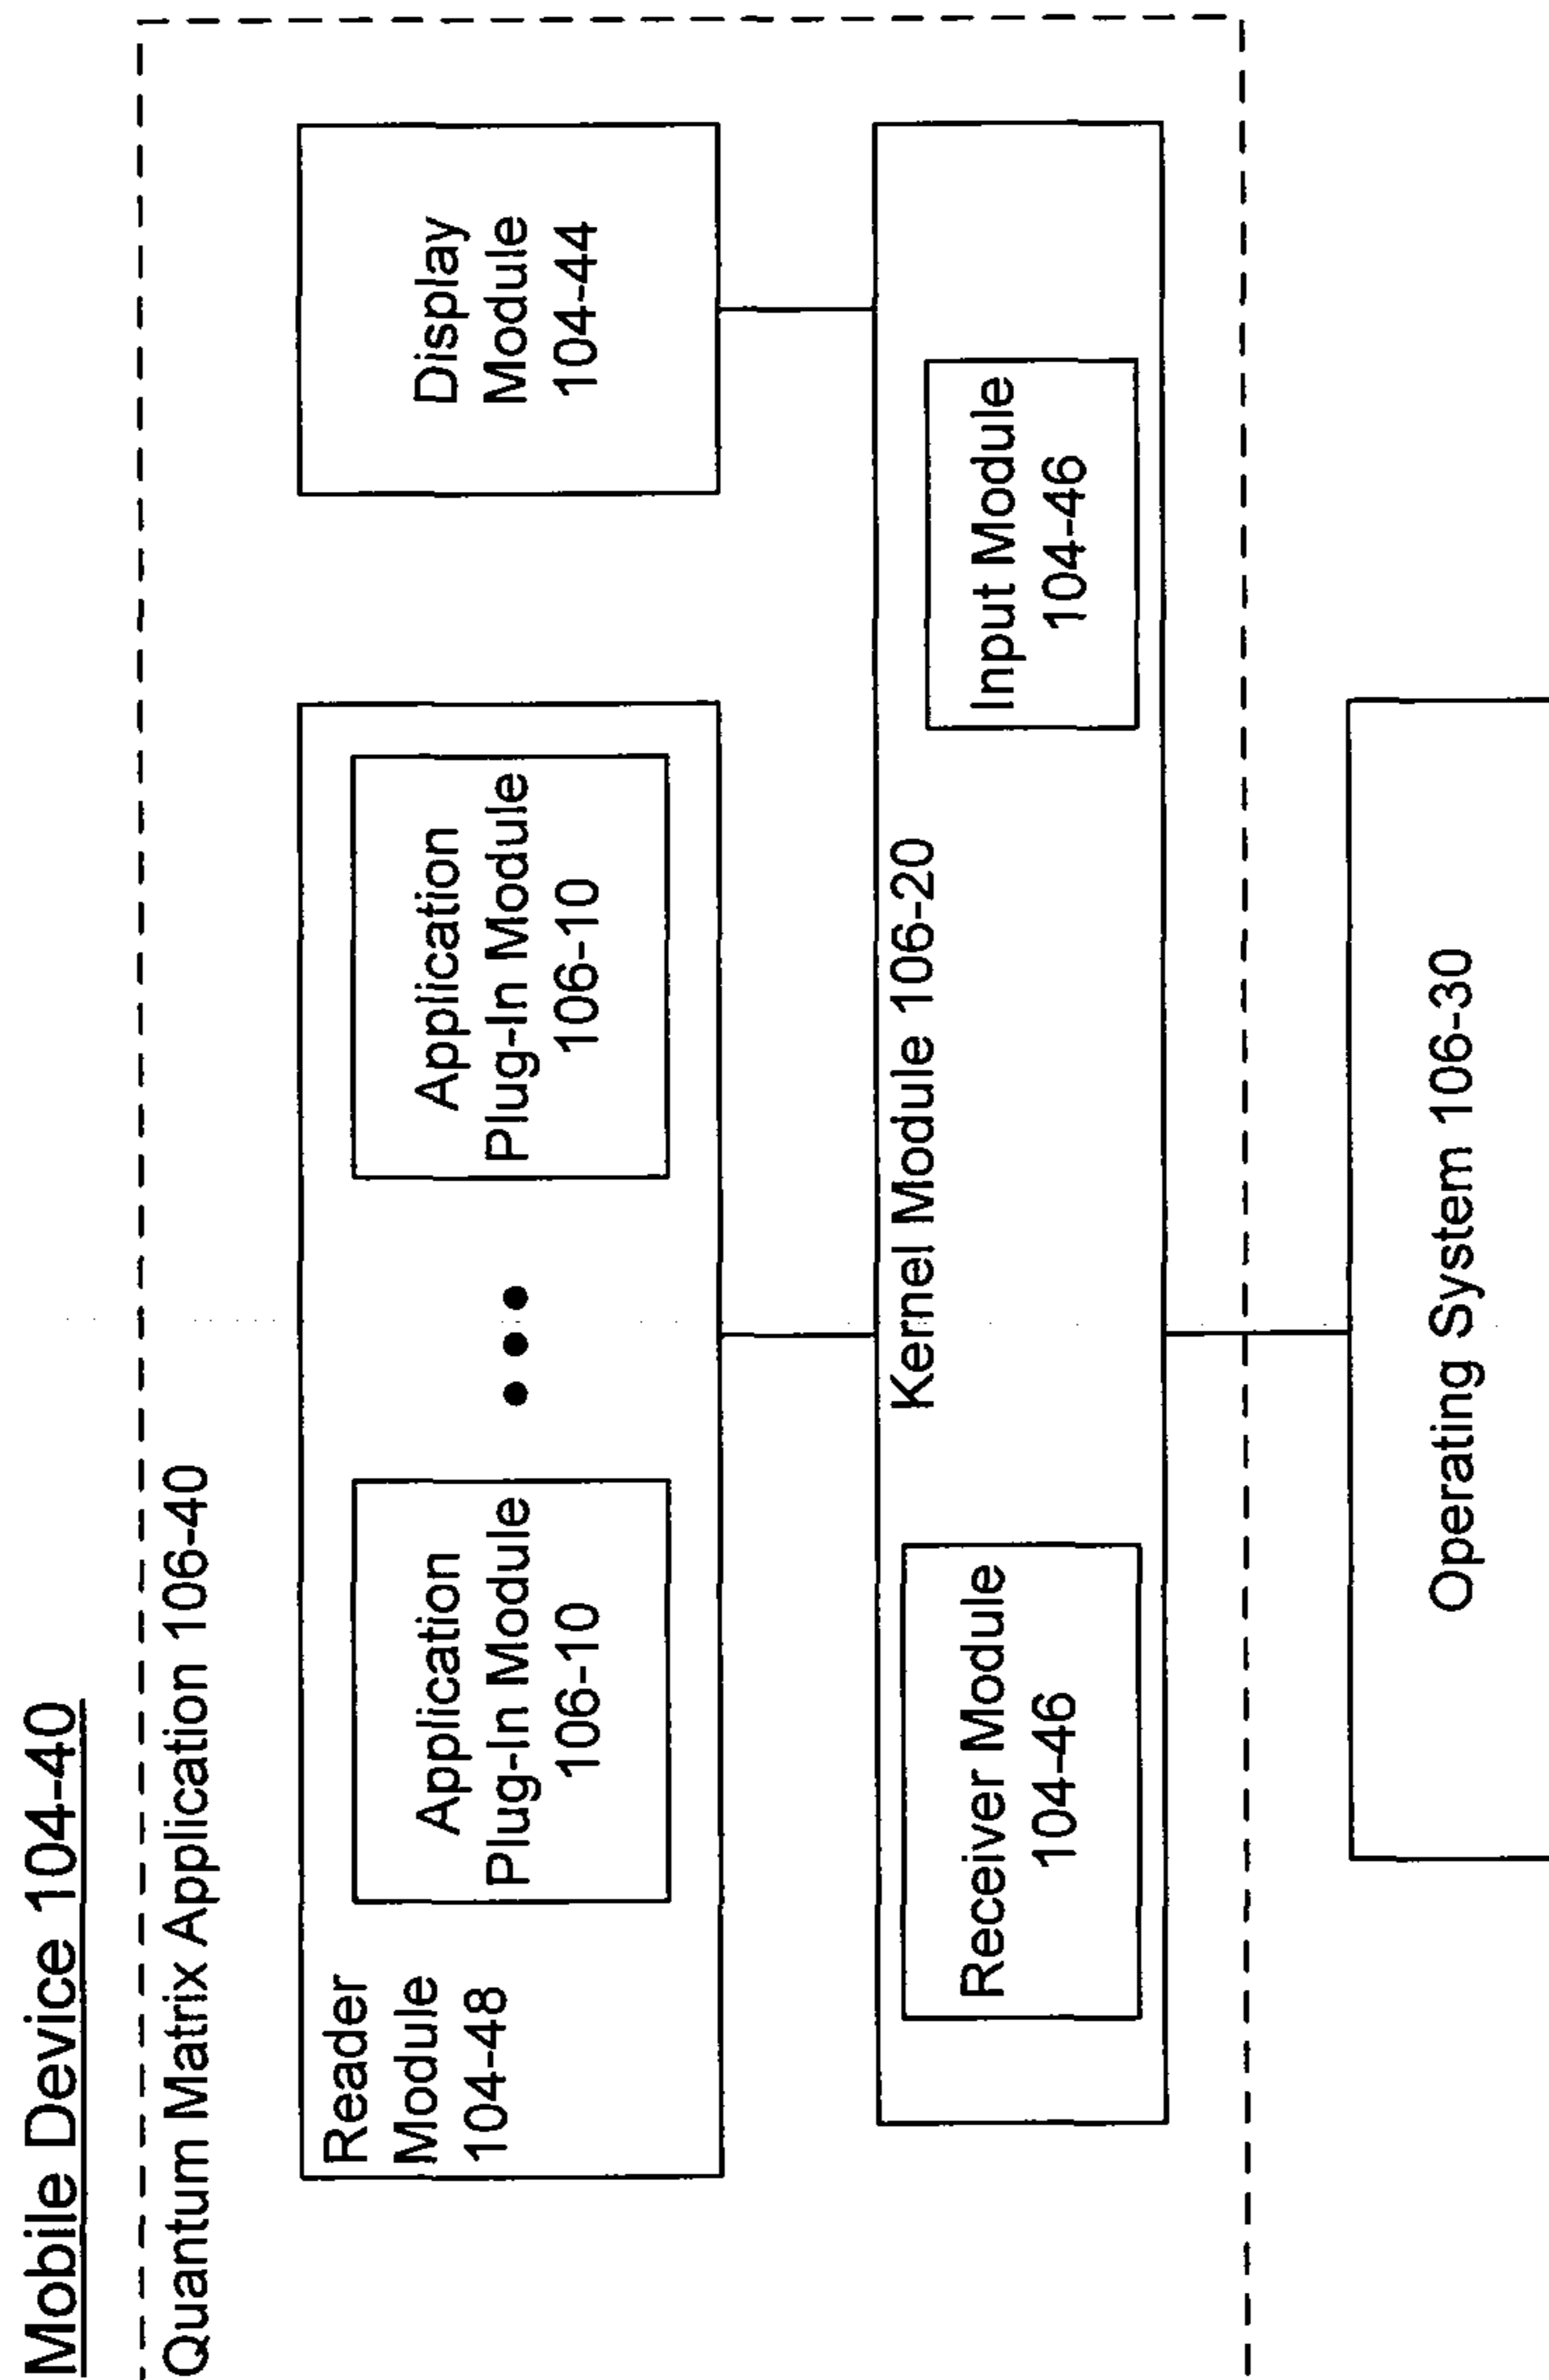 Mobile Device 104-40
Quantum Matrix Application 106-40
Reader
Module
104-48
Application
Plug-In Module
106-10
Application
Plug-In Module
106-10
Display
Module
104-44
Kernel Module 106-20
Receiver Module
104-46
Input Module
104-46
Operating System 106-30